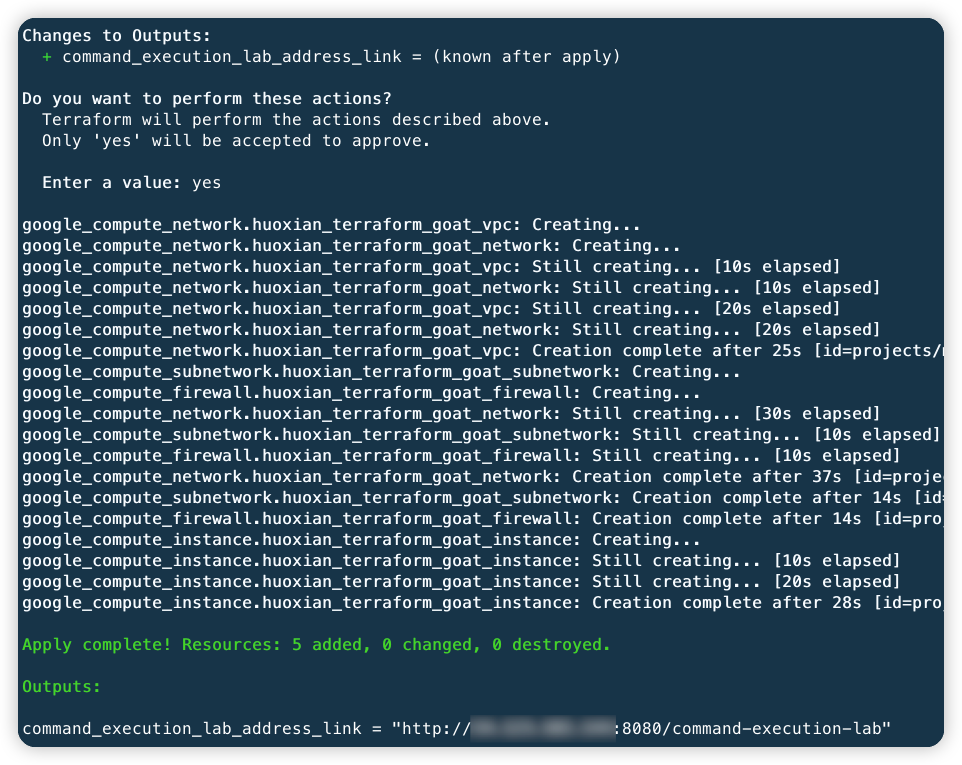 Changes to Outputs:
+ command_execution_lab_address_link = (known after apply)
Do you want to perform these actions?
Terraform will perform the actions described above.
Only 'yes' will be accepted to approve.
Enter a value: yes
google_compute_network.huoxian_terraform_goat_vpc: Creating...
google_compute_network.huoxian_terraform_goat_network: Creating...
google_compute_network.huoxian_terraform_goat_vpc: Still creating... [10s elapsed]
google_compute_network.huoxian_terraform_goat_network: Still creating... [10s elapsed]
google_compute_network.huoxian_terraform_goat_vpc: Still creating... [20s elapsed]
google_compute_network.huoxian_terraform_goat_network: Still creating... [20s elapsed]
google_compute_network.huoxian_terraform_goat_vpc: Creation complete after 25s [id=projects/
google_compute_subnetwork.huoxian_terraform_goat_subnetwork: Creating...
google_compute_firewall.huoxian_terraform_goat_firewall: Creating...
google_compute_network.huoxian_terraform_goat_network: Still creating... [30s elapsed]
google_compute_subnetwork.huoxian_terraform_goat_subnetwork: Still creating... [10s elapsed]
google_compute_firewall.huoxian_terraform_goat_firewall: Still creating... [10s elapsed]
google_compute_network.huoxian_terraform_goat_network: Creation complete after 37s [id=proje
google_compute_subnetwork.huoxian_terraform_goat_subnetwork: Creation complete after 14s [id=
google_compute_firewall.huoxian_terraform_goat_firewall: Creation complete after 14s [id=pro
google_compute_instance.huoxian_terraform_goat_instance: Creating...
google_compute_instance.huoxian_terraform_goat_instance: Still creating... [10s elapsed]
google_compute_instance.huoxian_terraform_goat_instance: Still creating... [20s elapsed]
google_compute_instance.huoxian_terraform_goat_instance: Creation complete after 28s [id=pro
Apply complete! Resources: 5 added, 0 changed, 0 destroyed.
Outputs:
command_execution_lab_address_link = "http:// :8080/command-execution-lab"